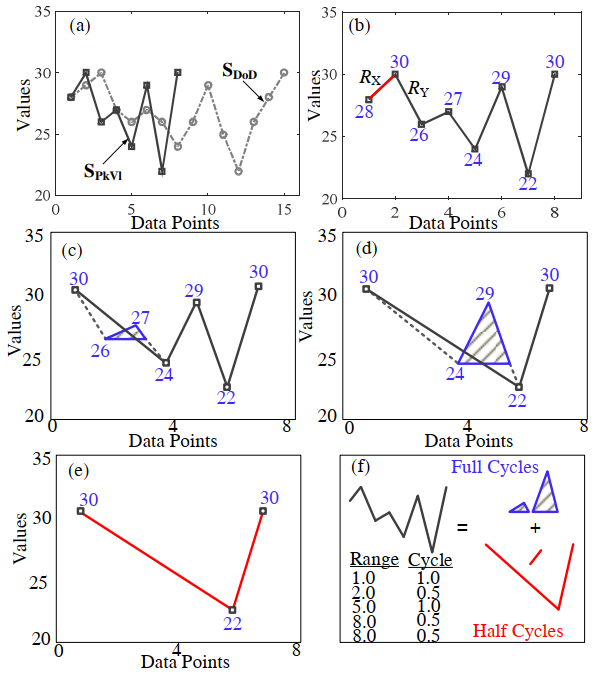 (a)
Values
35
30
25
20
S_DoD
S_PkVl
0
5
10
15
Data Points
(b)
Values
35
30
25
20
R_X
R_Y
28
30
26
27
24
29
22
30
0
2
4
6
8
Data Points
(c)
Values
35
30
25
20
30
26
27
24
29
22
30
0
4
8
Data Points
(d)
Values
35
30
25
20
30
24
29
22
30
0
4
8
Data Points
(e)
Values
35
30
25
20
30
22
30
0
4
8
Data Points
(f)
Full Cycles
=
+
Range Cycle
1.0 1.0
2.0 0.5
5.0 1.0
8.0 0.5
8.0 0.5
Half Cycles